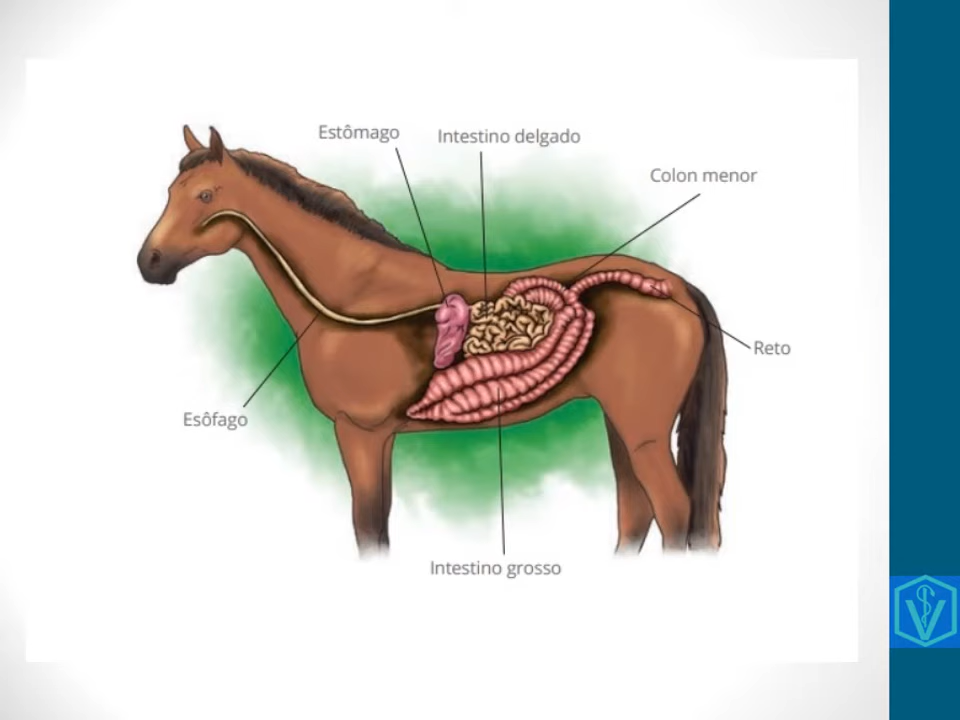 Estômago
Intestino delgado
Colon menor
Reto
Esôfago
Intestino grosso